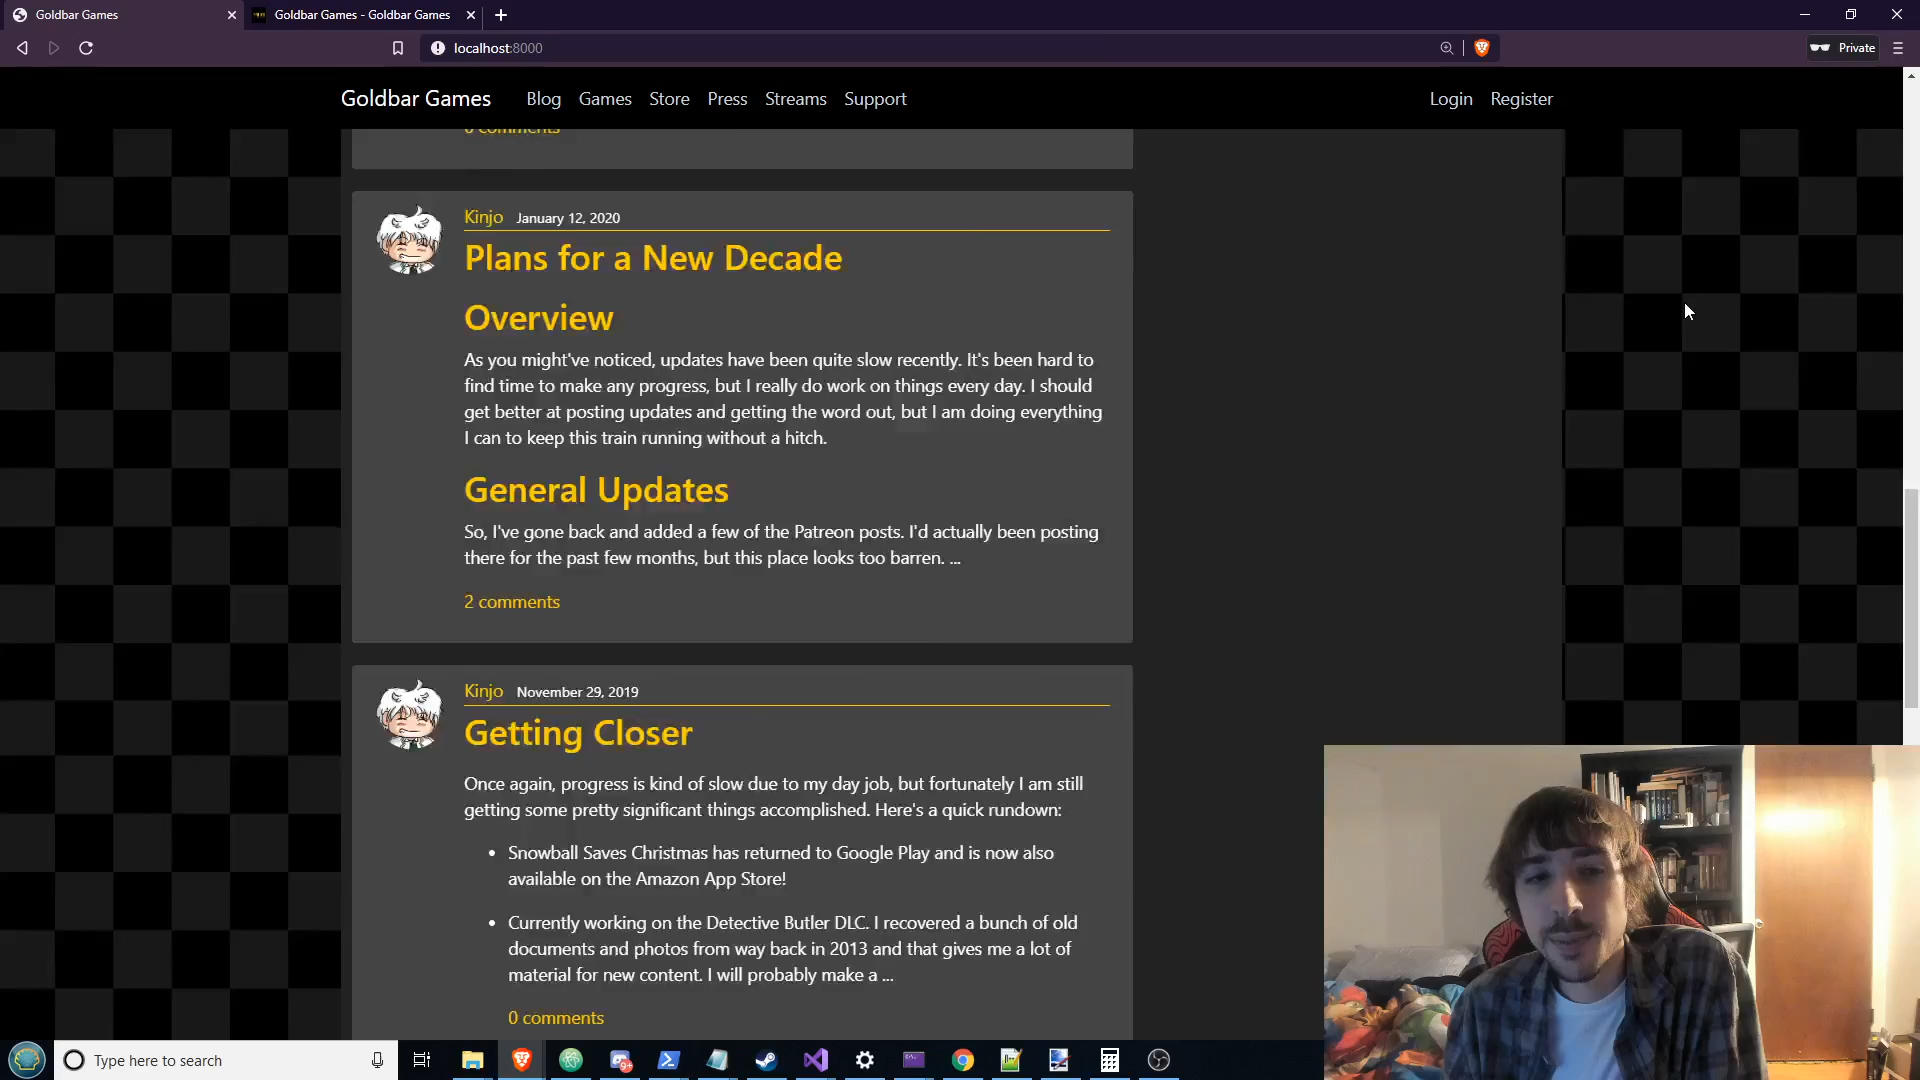 Goldbar Games
Goldbar Games - Goldbar Games
localhost:8000
Private
Goldbar Games Blog Games Store Press Streams Support Login Register
0 comments
Kinjo January 12, 2020
Plans for a New Decade
Overview
As you might've noticed, updates have been quite slow recently. It's been hard to
find time to make any progress, but I really do work on things every day. I should
get better at posting updates and getting the word out, but I am doing everything
I can to keep this train running without a hitch.
General Updates
So, I've gone back and added a few of the Patreon posts. I'd actually been posting
there for the past few months, but this place looks too barren. ...
2 comments
Kinjo November 29, 2019
Getting Closer
Once again, progress is kind of slow due to my day job, but fortunately I am still
getting some pretty significant things accomplished. Here's a quick rundown:
• Snowball Saves Christmas has returned to Google Play and is now also
available on the Amazon App Store!
• Currently working on the Detective Butler DLC. I recovered a bunch of old
documents and photos from way back in 2013 and that gives me a lot of
material for new content. I will probably make a ...
0 comments
Type here to search